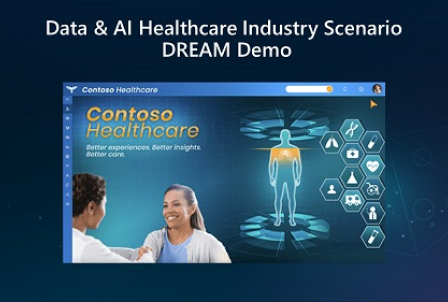 Data & AI Healthcare Industry Scenario
DREAM Demo
Contoso Healthcare
Contoso
Healthcare
Better experiences. Better insights.
Better care.